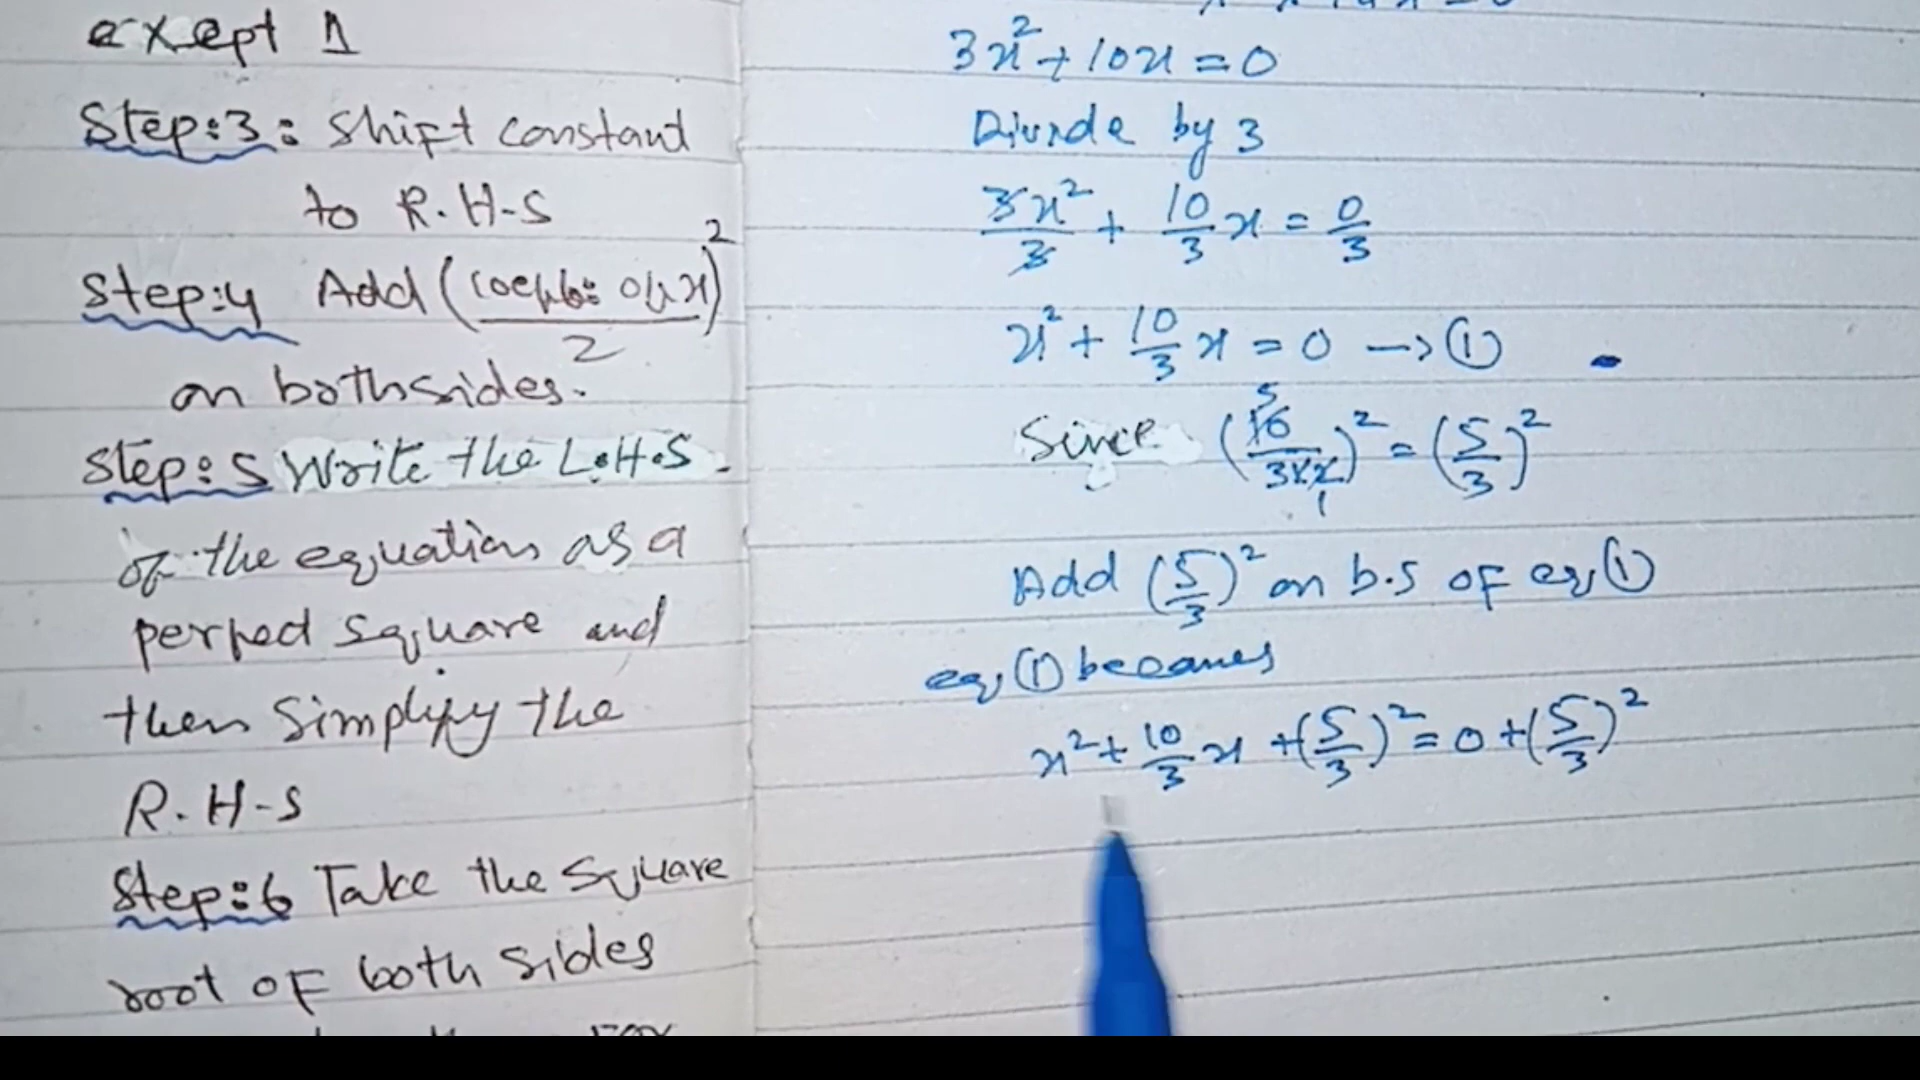 except 1
Step:3: Shift constant
to R.H-S
Step:4 Add (coeff: of x / 2)²
on bothsides.
Step:5 Write the L.H.S
of the equation as a
perfect square and
then simplify the
R.H-S
Step:6 Take the square
root of both sides
3x² + 10x = 0
Divide by 3
3x²/3 + 10/3 x = 0/3
x² + 10/3 x = 0 → ①
Since (10/3×2)² = (5/3)²
Add (5/3)² on b.s of eq ①
eq ① becomes
x² + 10/3 x + (5/3)² = 0 + (5/3)²